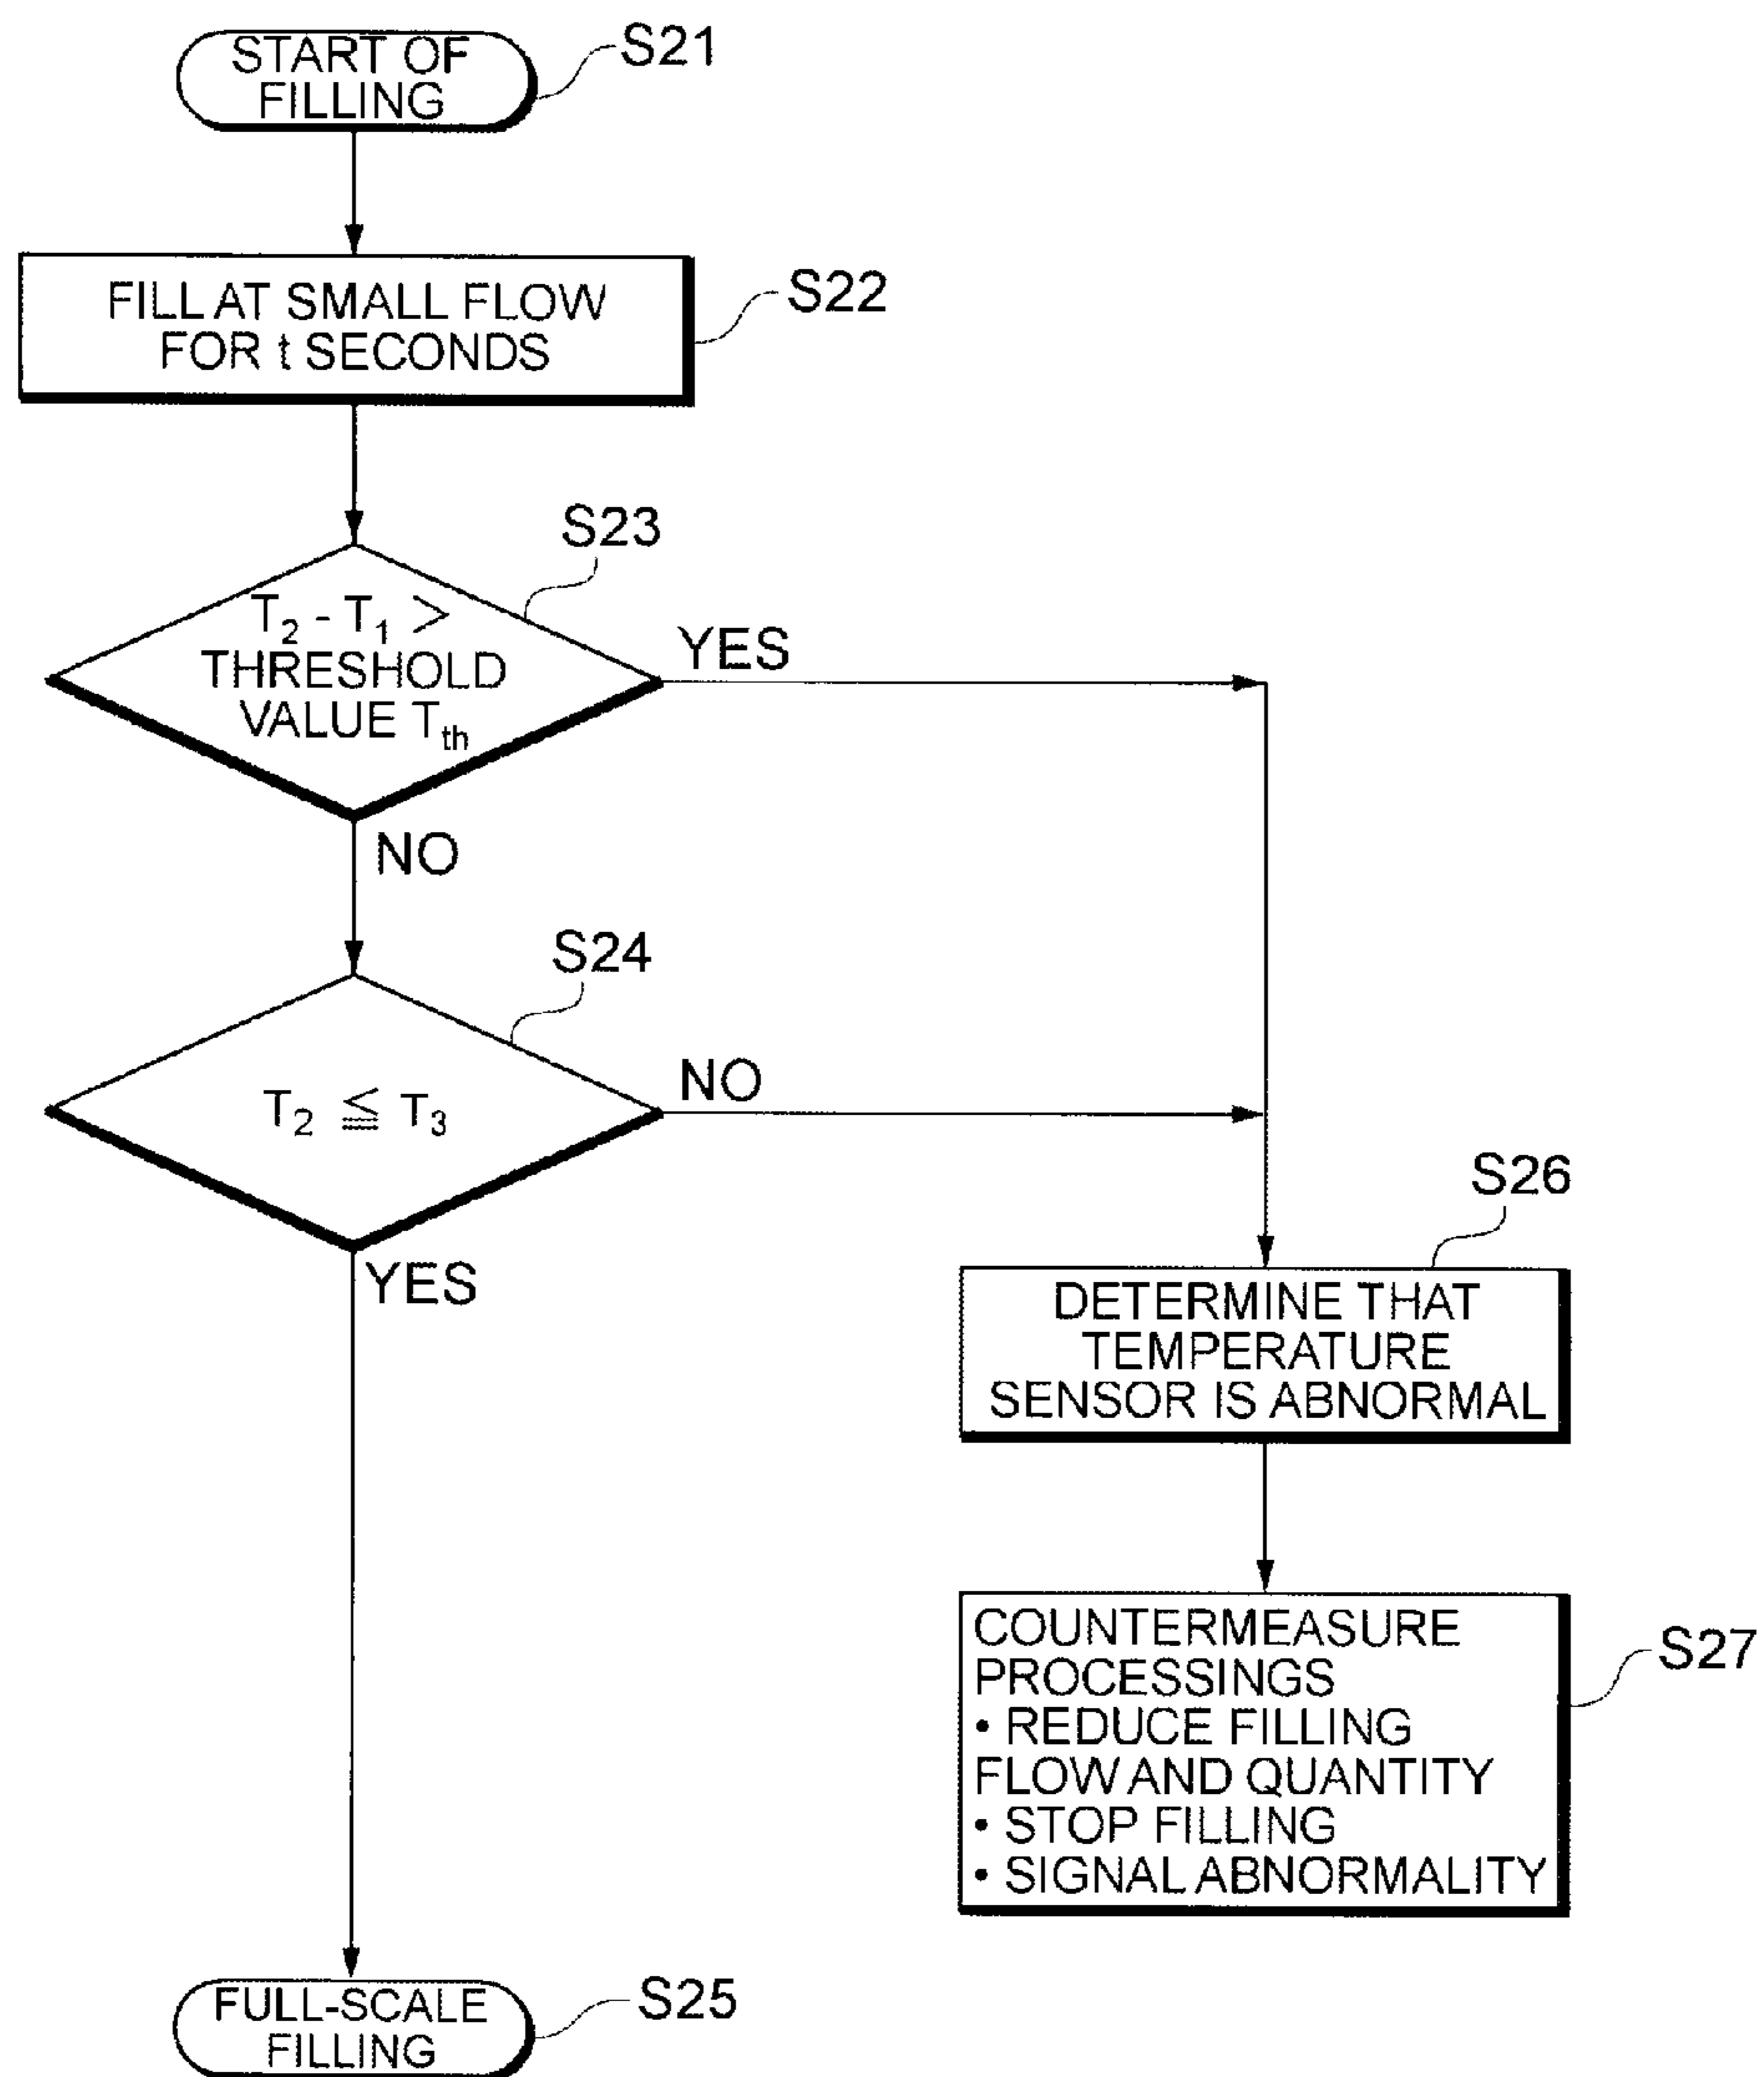 START OF
FILLING
S21
FILL AT SMALL FLOW
FOR t SECONDS
S22
S23
T₂ - T₁ >
THRESHOLD
VALUE Tth
YES
NO
S24
T₂ ≦ T₃
NO
YES
S26
DETERMINE THAT
TEMPERATURE
SENSOR IS ABNORMAL
COUNTERMEASURE
PROCESSINGS
• REDUCE FILLING
FLOW AND QUANTITY
• STOP FILLING
• SIGNAL ABNORMALITY
S27
FULL-SCALE
FILLING
S25